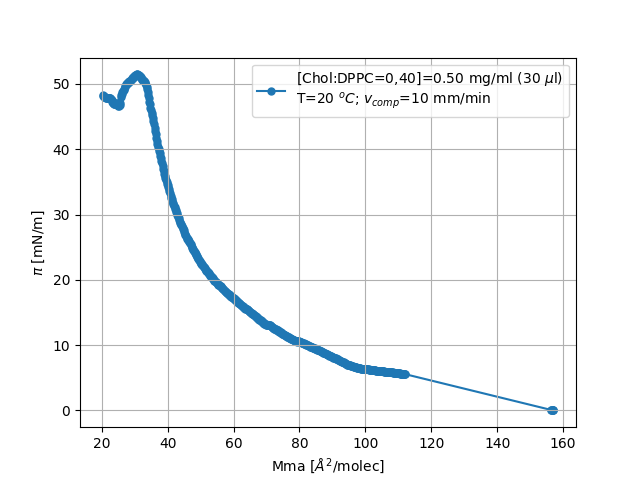 [Chol:DPPC=0,40]=0.50 mg/ml (30 μl)
T=20 °C; v_comp=10 mm/min
50
40
30
20
10
0
π [mN/m]
20 40 60 80 100 120 140 160
Mma [Å²/molec]